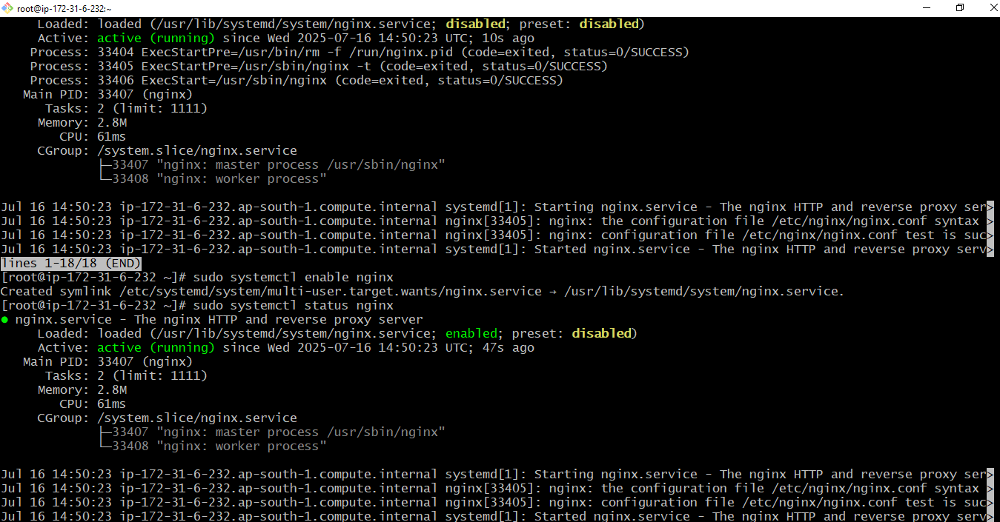 root@ip-172-31-6-232:~
Loaded: loaded (/usr/lib/systemd/system/nginx.service; disabled; preset: disabled)
Active: active (running) since Wed 2025-07-16 14:50:23 UTC; 10s ago
Process: 33404 ExecStartPre=/usr/bin/rm -f /run/nginx.pid (code=exited, status=0/SUCCESS)
Process: 33405 ExecStartPre=/usr/sbin/nginx -t (code=exited, status=0/SUCCESS)
Process: 33406 ExecStart=/usr/sbin/nginx (code=exited, status=0/SUCCESS)
Main PID: 33407 (nginx)
Tasks: 2 (limit: 1111)
Memory: 2.8M
CPU: 61ms
CGroup: /system.slice/nginx.service
├─33407 "nginx: master process /usr/sbin/nginx"
└─33408 "nginx: worker process"
Jul 16 14:50:23 ip-172-31-6-232.ap-south-1.compute.internal systemd[1]: Starting nginx.service - The nginx HTTP and reverse proxy ser>
Jul 16 14:50:23 ip-172-31-6-232.ap-south-1.compute.internal nginx[33405]: nginx: the configuration file /etc/nginx/nginx.conf syntax >
Jul 16 14:50:23 ip-172-31-6-232.ap-south-1.compute.internal nginx[33405]: nginx: configuration file /etc/nginx/nginx.conf test is suc>
Jul 16 14:50:23 ip-172-31-6-232.ap-south-1.compute.internal systemd[1]: Started nginx.service - The nginx HTTP and reverse proxy serv>
lines 1-18/18 (END)
[root@ip-172-31-6-232 ~]# sudo systemctl enable nginx
Created symlink /etc/systemd/system/multi-user.target.wants/nginx.service → /usr/lib/systemd/system/nginx.service.
[root@ip-172-31-6-232 ~]# sudo systemctl status nginx
● nginx.service - The nginx HTTP and reverse proxy server
Loaded: loaded (/usr/lib/systemd/system/nginx.service; enabled; preset: disabled)
Active: active (running) since Wed 2025-07-16 14:50:23 UTC; 47s ago
Main PID: 33407 (nginx)
Tasks: 2 (limit: 1111)
Memory: 2.8M
CPU: 61ms
CGroup: /system.slice/nginx.service
├─33407 "nginx: master process /usr/sbin/nginx"
└─33408 "nginx: worker process"
Jul 16 14:50:23 ip-172-31-6-232.ap-south-1.compute.internal systemd[1]: Starting nginx.service - The nginx HTTP and reverse proxy ser>
Jul 16 14:50:23 ip-172-31-6-232.ap-south-1.compute.internal nginx[33405]: nginx: the configuration file /etc/nginx/nginx.conf syntax >
Jul 16 14:50:23 ip-172-31-6-232.ap-south-1.compute.internal nginx[33405]: nginx: configuration file /etc/nginx/nginx.conf test is suc>
Jul 16 14:50:23 ip-172-31-6-232.ap-south-1.compute.internal systemd[1]: Started nginx.service - The nginx HTTP and reverse proxy serv>